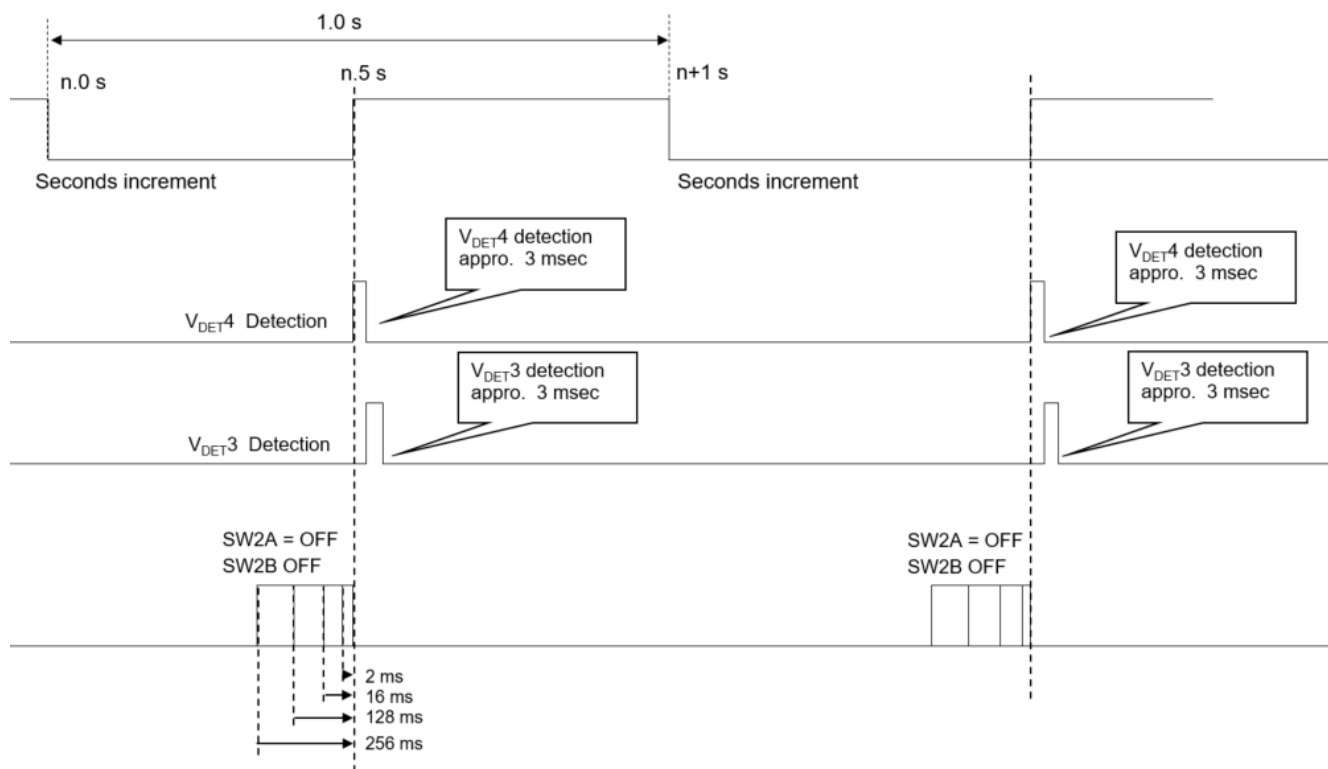 1.0 s
n.0 s
n.5 s
n+1 s
Seconds increment
Seconds increment
VDET4 detection
appro. 3 msec
VDET4 detection
appro. 3 msec
VDET4 Detection
VDET3 detection
appro. 3 msec
VDET3 detection
appro. 3 msec
VDET3 Detection
SW2A = OFF
SW2B OFF
SW2A = OFF
SW2B OFF
2 ms
16 ms
128 ms
256 ms